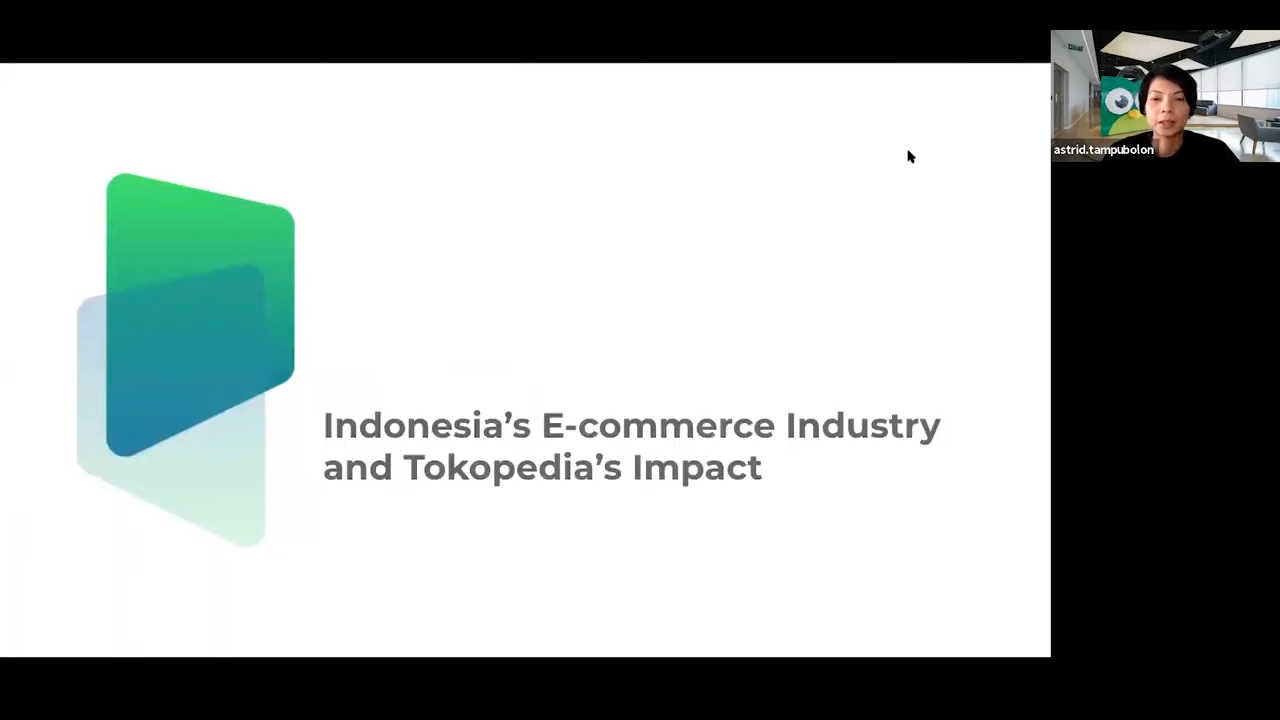 Indonesia’s E-commerce Industry
and Tokopedia’s Impact
astrid.tampubolon